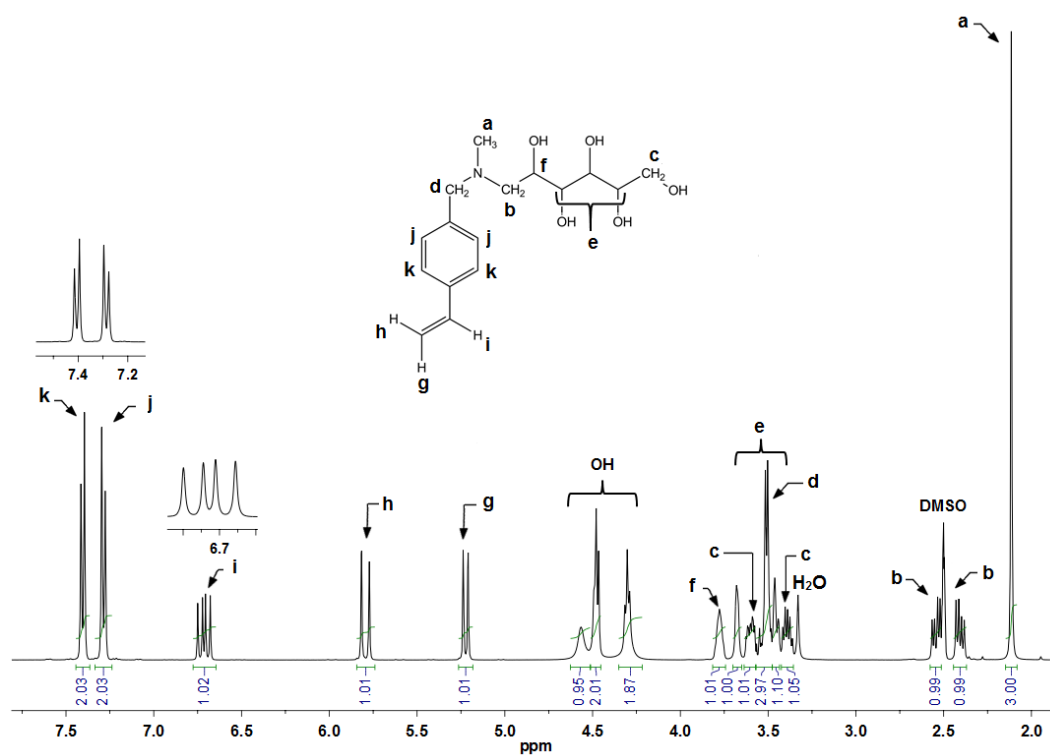 a
a
CH3
OH
OH
c
f
CH2
OH
d
CH2
N
CH2
b
OH
OH
e
j
j
k
k
H
H
h
i
H
g
7.4
7.2
k
j
6.7
i
h
g
OH
e
d
c
c
f
H2O
DMSO
b
b
2.03
2.03
1.02
1.01
1.01
0.95
2.01
1.87
1.01
1.00
1.01
2.97
1.10
1.05
0.99
0.99
3.00
7.5
7.0
6.5
6.0
5.5
5.0
4.5
4.0
3.5
3.0
2.5
2.0
ppm